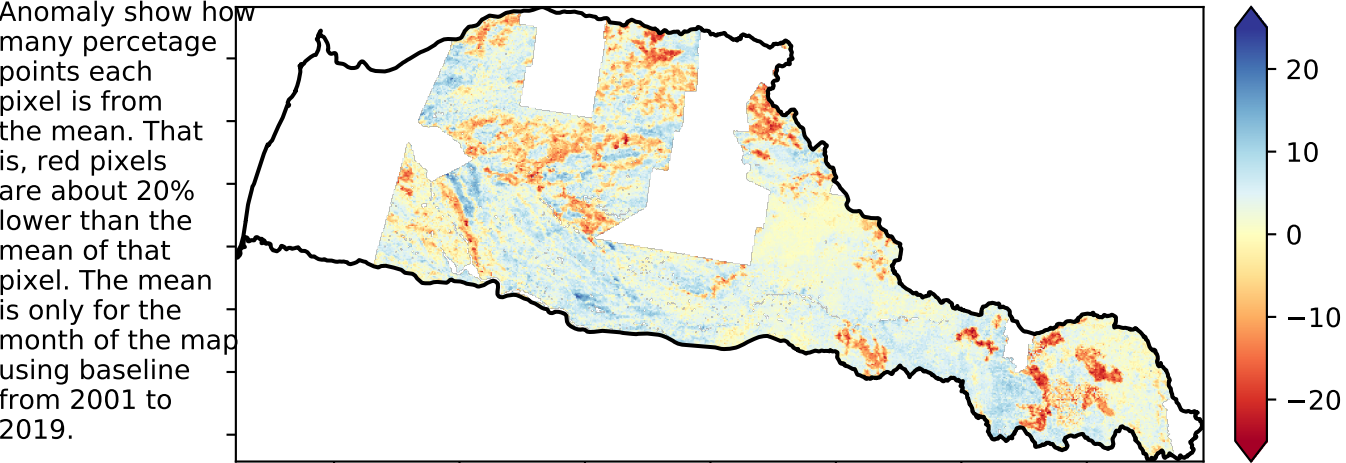 Anomaly show how
many percetage
points each
pixel is from
the mean. That
is, red pixels
are about 20%
lower than the
mean of that
pixel. The mean
is only for the
month of the map
using baseline
from 2001 to
2019.
20
10
0
−10
−20